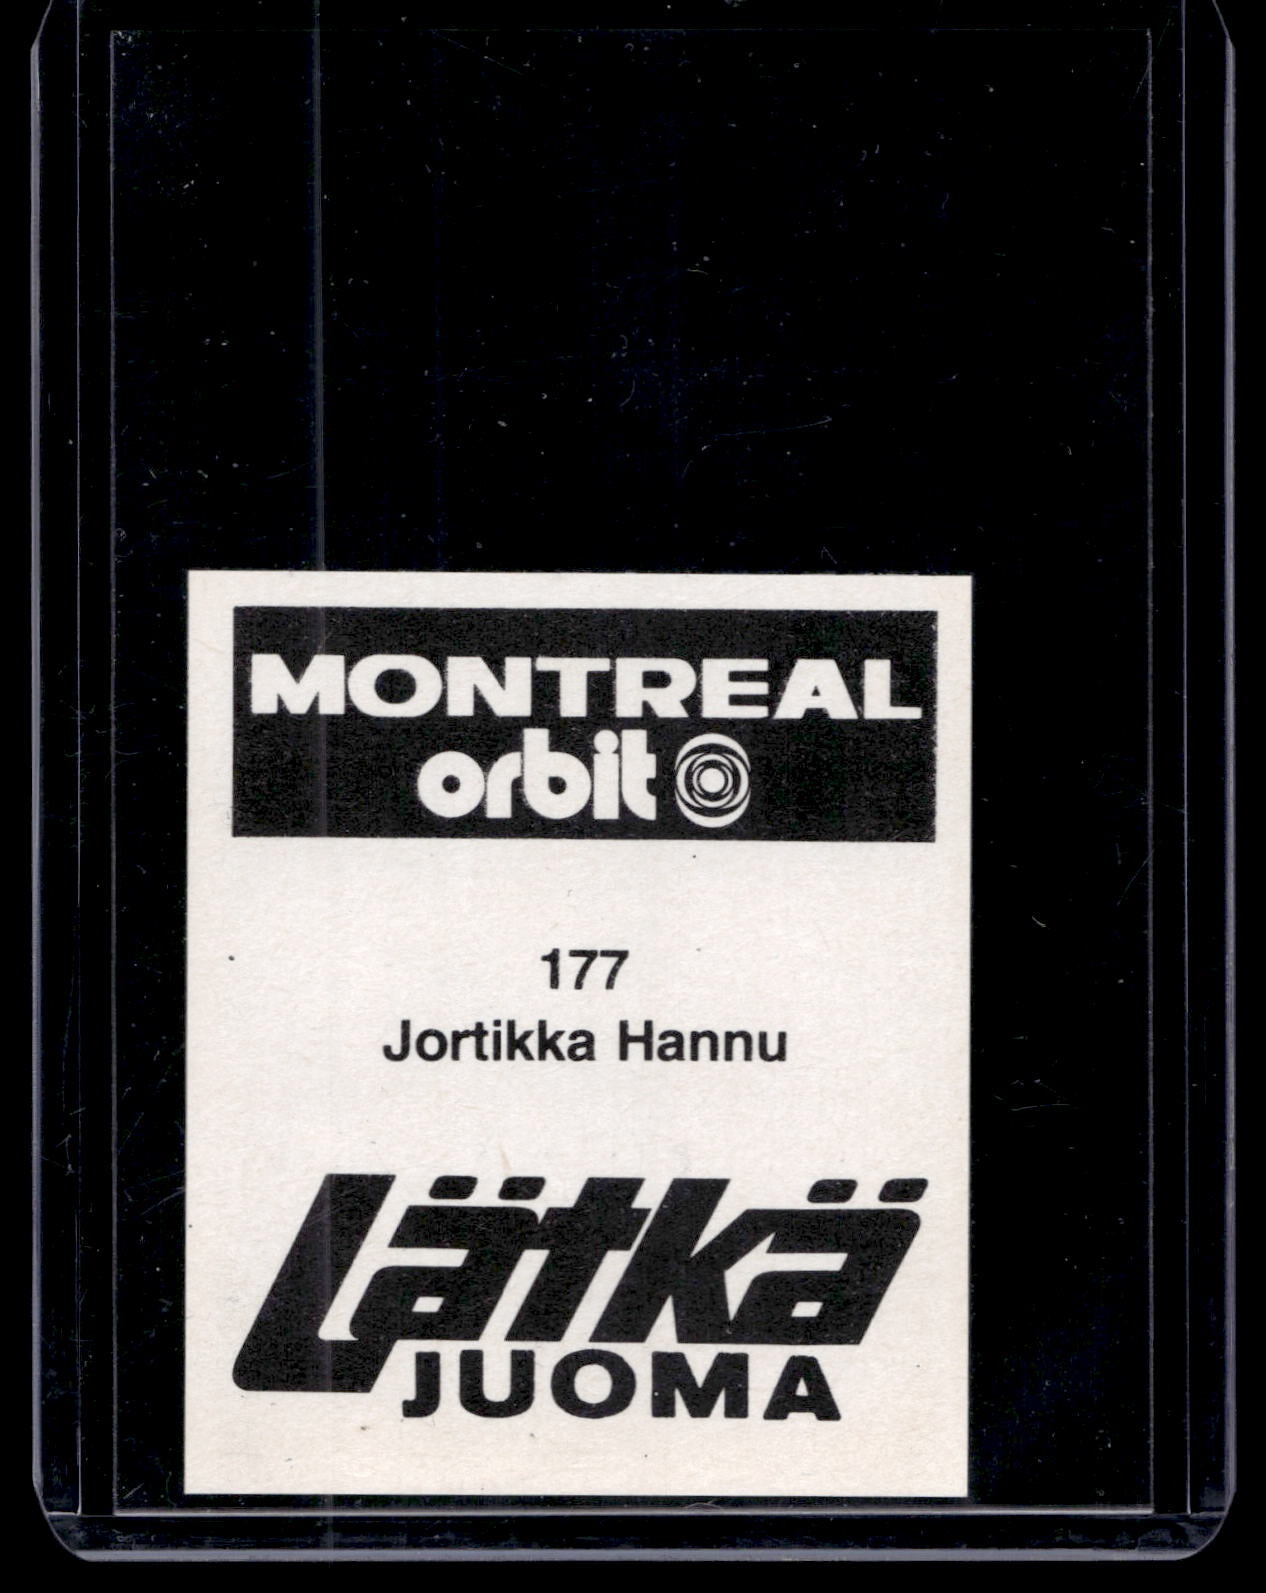 MONTREAL
orbit
177
Jortikka Hannu
Lätkä
JUOMA